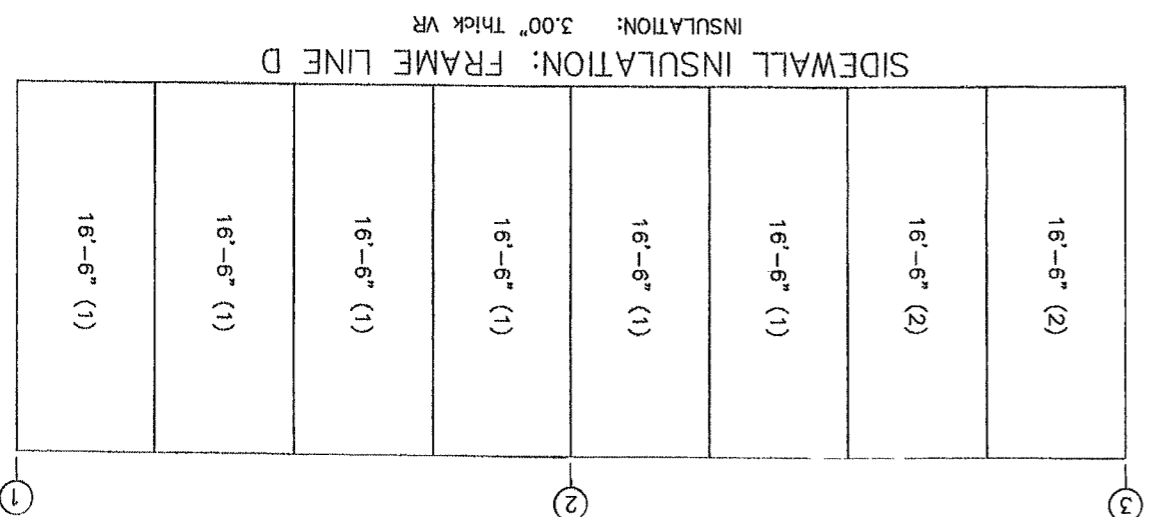 3 2 1
16'-6" (2)
16'-6" (2)
16'-6" (1)
16'-6" (1)
16'-6" (1)
16'-6" (1)
16'-6" (1)
16'-6" (1)
SIDEWALL INSULATION: FRAME LINE D
INSULATION: 3.00" Thick VR